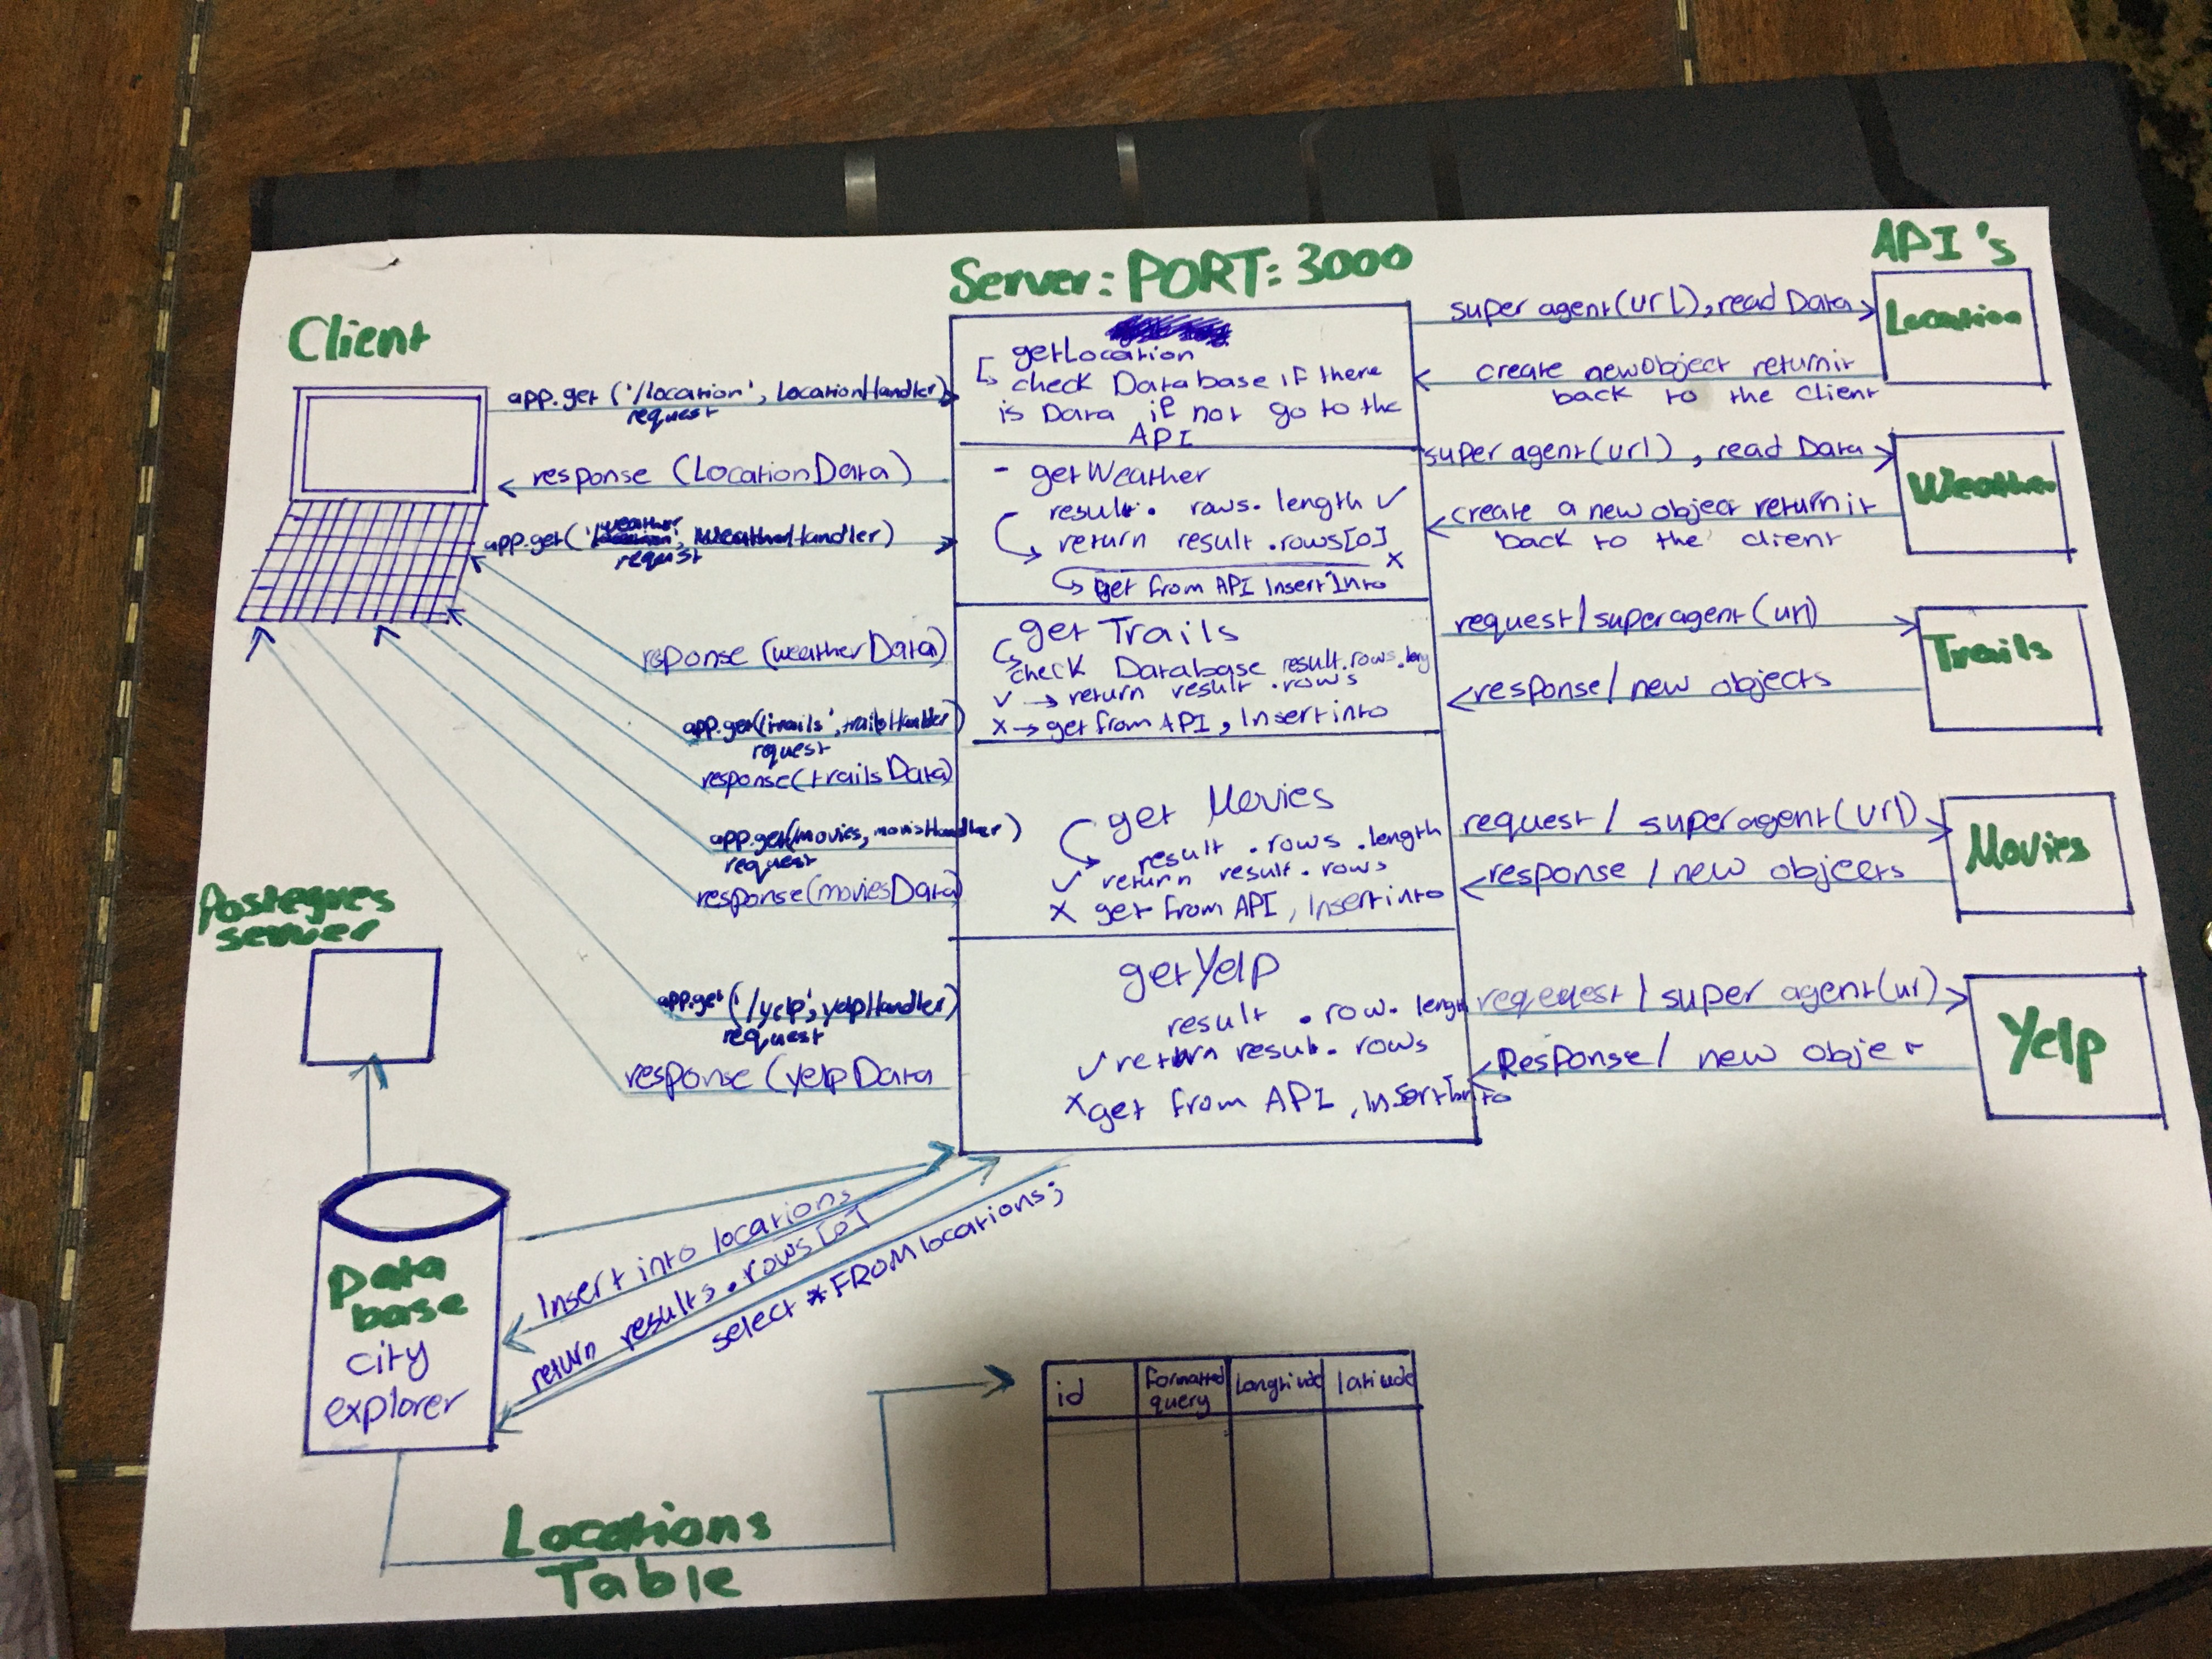 API's
Server: PORT: 3000
Client
Location
super agent(url), read Data
create new Object return it
back to the client
getLocation
check Database if there
is Data if not go to the
API
app.get ('/location', LocationHandler)
request
response (LocationData)
Weather
super agent(url) , read Data
create a new object return it
back to the client
- getWeather
result. rows. length ✓
return result .rows[0]
x
get from API Insert Into
app.get('weather', WeatherHandler)
request
response (weatherData)
Trails
request/superagent(url)
response/ new objects
get Trails
check Database result.rows.leng
✓ → return result .rows
x → get from API, Insert into
app.get('trails', trailsHandler)
request
response(trailsData)
Movies
request/ superagent(url)
response / new objects
get Movies
result .rows .length
✓ return result. rows
x get from API, Insert into
app.get(movies, moviesHandler)
request
response(moviesData)
Yelp
reqeuest / super agent(url)
Response/ new object
getYelp
result .row. length
✓ return result. rows
x get from API, Insert Into
app.get('/yelp', yelpHandler)
request
response (yelpData
Postegres
server
Data
base
city
explorer
Insert into locations
return results.rows[0]
select * FROM locations;
Locations
Table
id
formatted
query
Longtitude
latitude